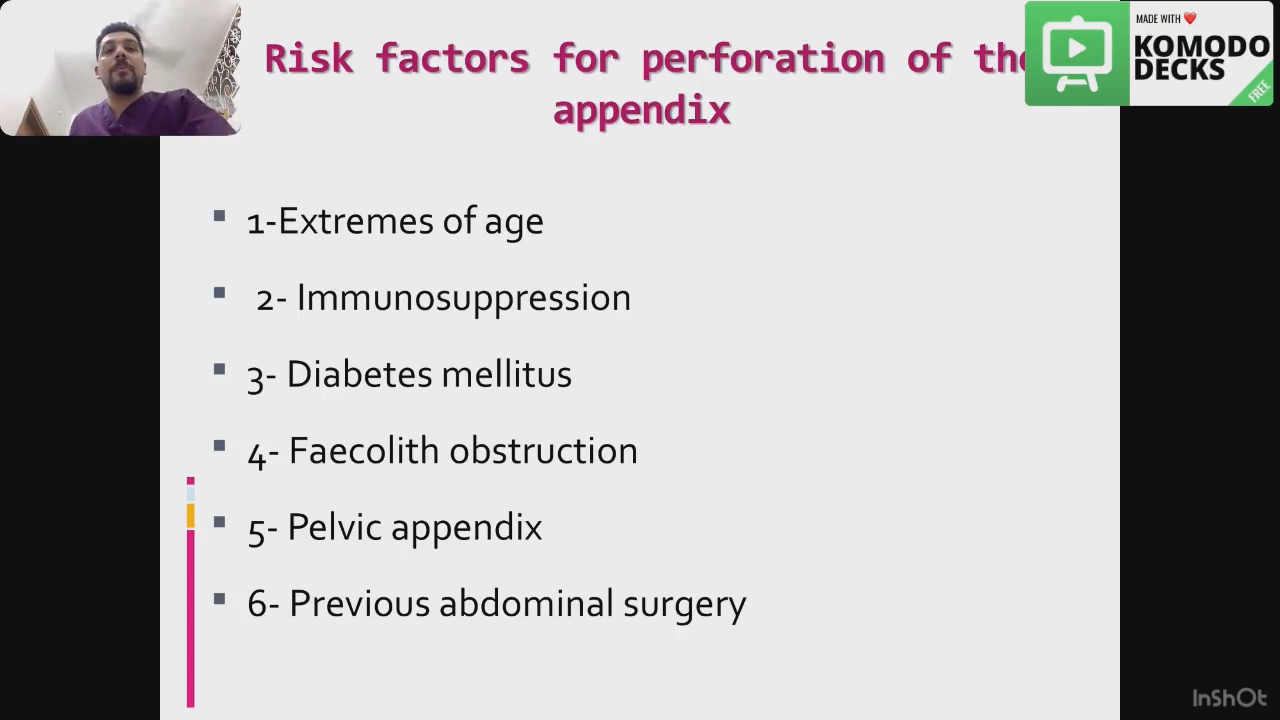 Risk factors for perforation of the
appendix
MADE WITH ❤️
KOMODO
DECKS
FREE
▪ 1-Extremes of age
▪ 2- Immunosuppression
▪ 3- Diabetes mellitus
▪ 4- Faecolith obstruction
▪ 5- Pelvic appendix
▪ 6- Previous abdominal surgery
InShOt